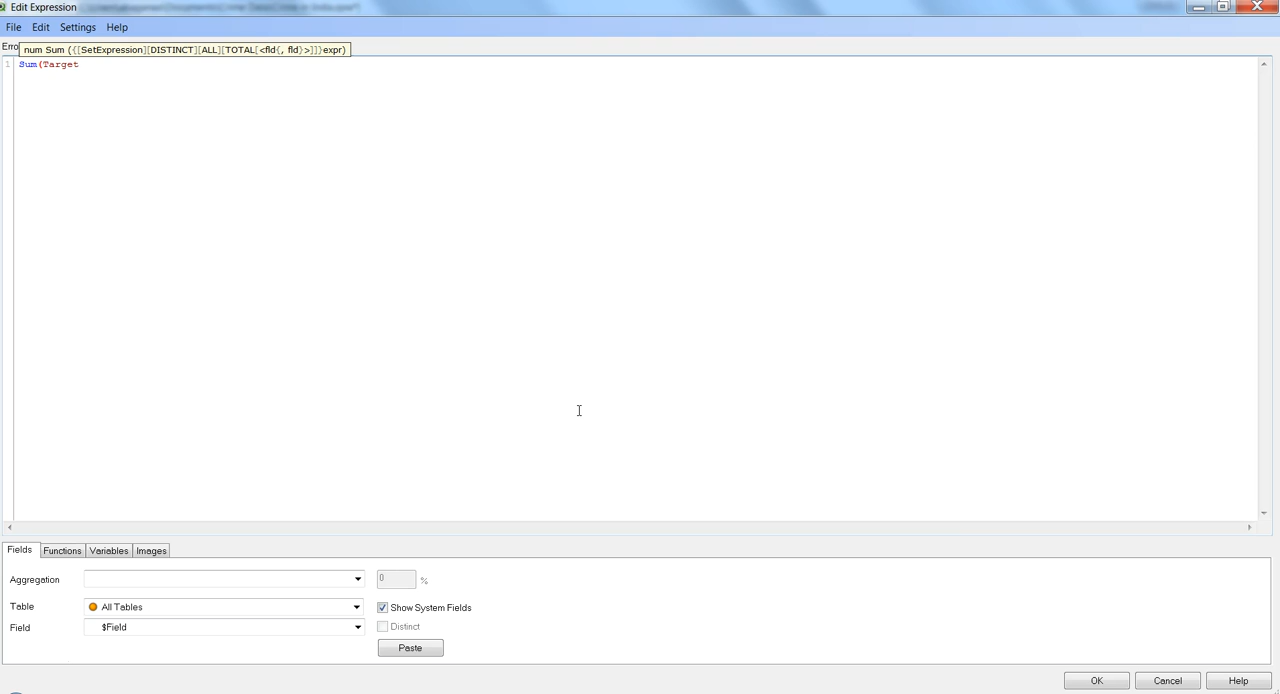 Edit Expression
File Edit Settings Help
Erro
num Sum ({[SetExpression][DISTINCT][ALL][TOTAL[<fld{, fld}>]]}expr)
1 Sum(Target
Fields Functions Variables Images
Aggregation 0 %
Table All Tables Show System Fields
Field $Field Distinct
Paste
OK Cancel Help